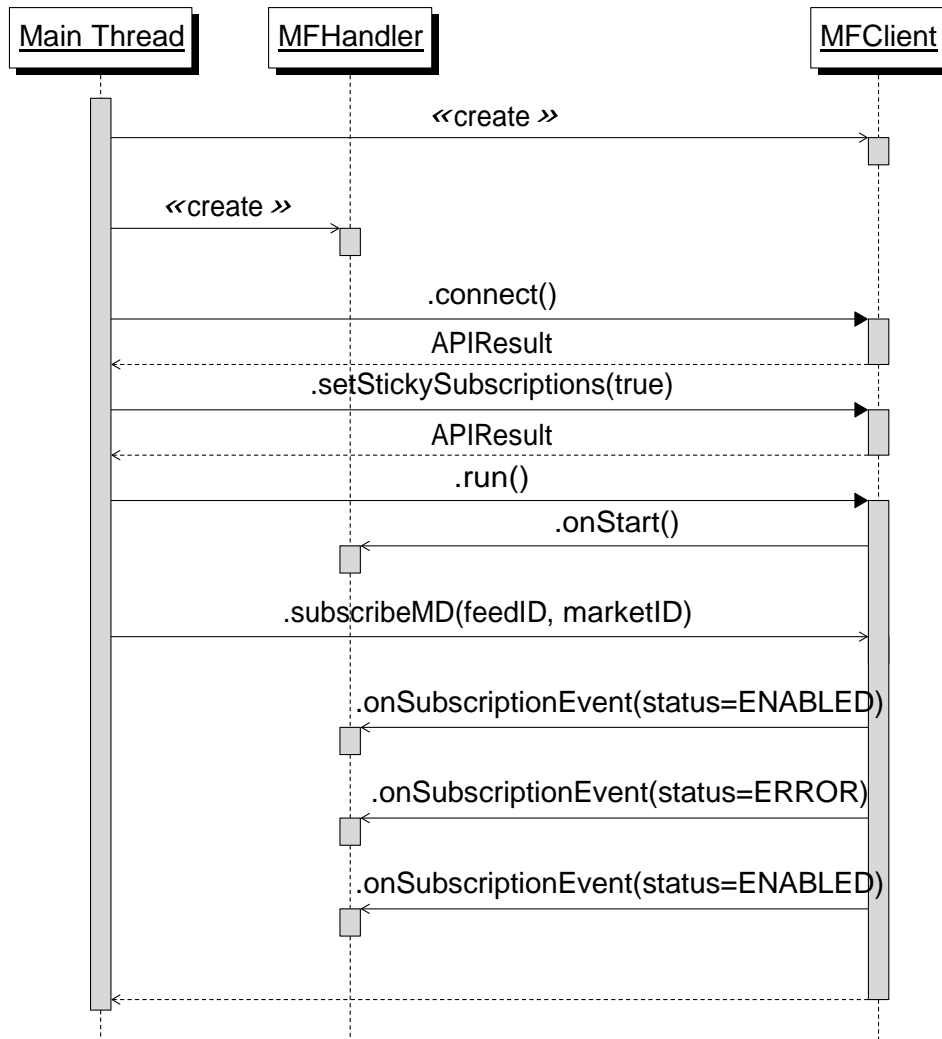 Main Thread MFHandler MFClient
«create »
«create »
.connect()
APIResult
.setStickySubscriptions(true)
APIResult
.run()
.onStart()
.subscribeMD(feedID, marketID)
.onSubscriptionEvent(status=ENABLED)
.onSubscriptionEvent(status=ERROR)
.onSubscriptionEvent(status=ENABLED)